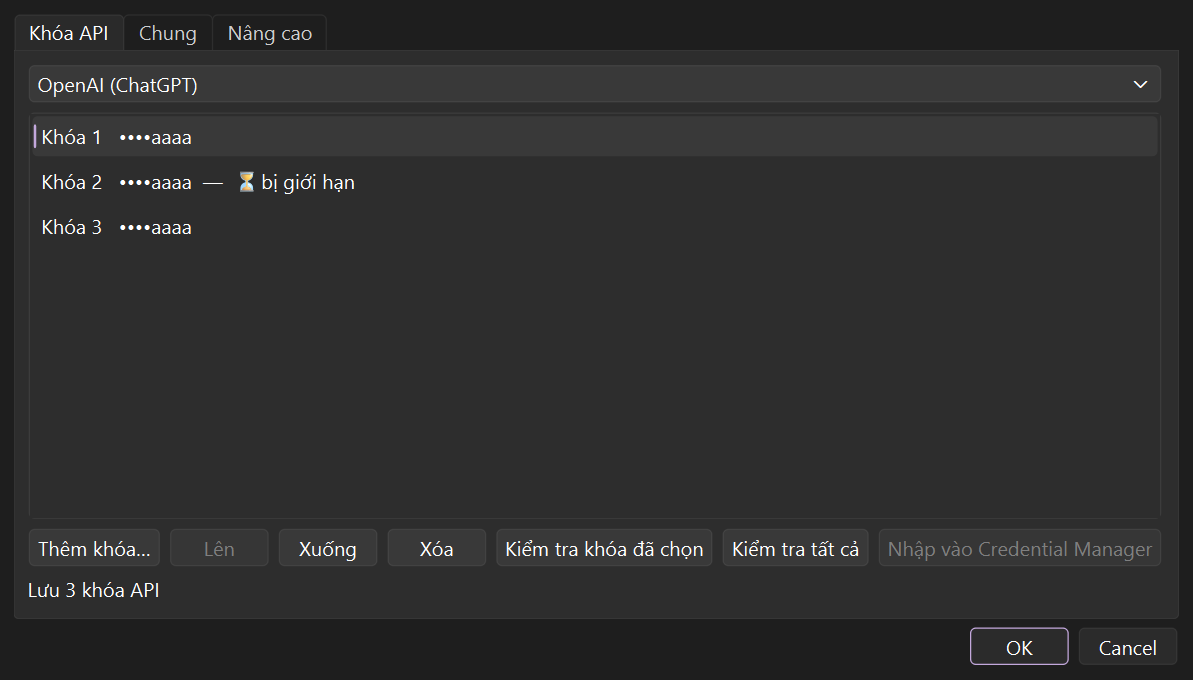 Khóa API Chung Nâng cao
OpenAI (ChatGPT)
Khóa 1 ••••aaaa
Khóa 2 ••••aaaa — ⏳ bị giới hạn
Khóa 3 ••••aaaa
Thêm khóa... Lên Xuống Xóa Kiểm tra khóa đã chọn Kiểm tra tất cả Nhập vào Credential Manager
Lưu 3 khóa API
OK Cancel